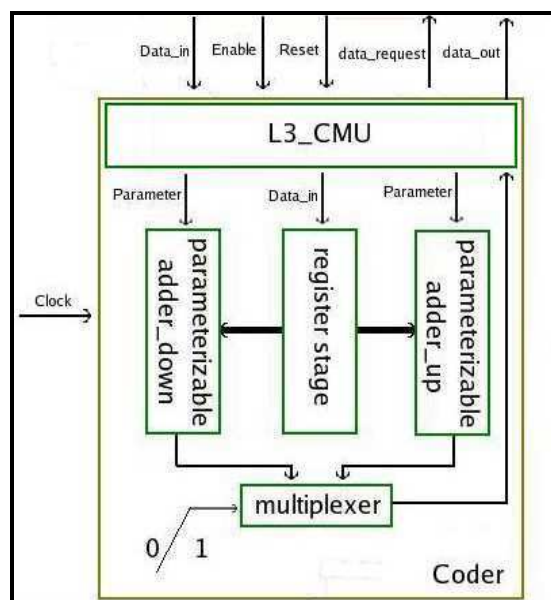 Data_in
Enable
Reset
data_request
data_out
L3_CMU
Parameter
Data_in
Parameter
parameterizable
adder_down
register stage
parameterizable
adder_up
Clock
multiplexer
0
1
Coder